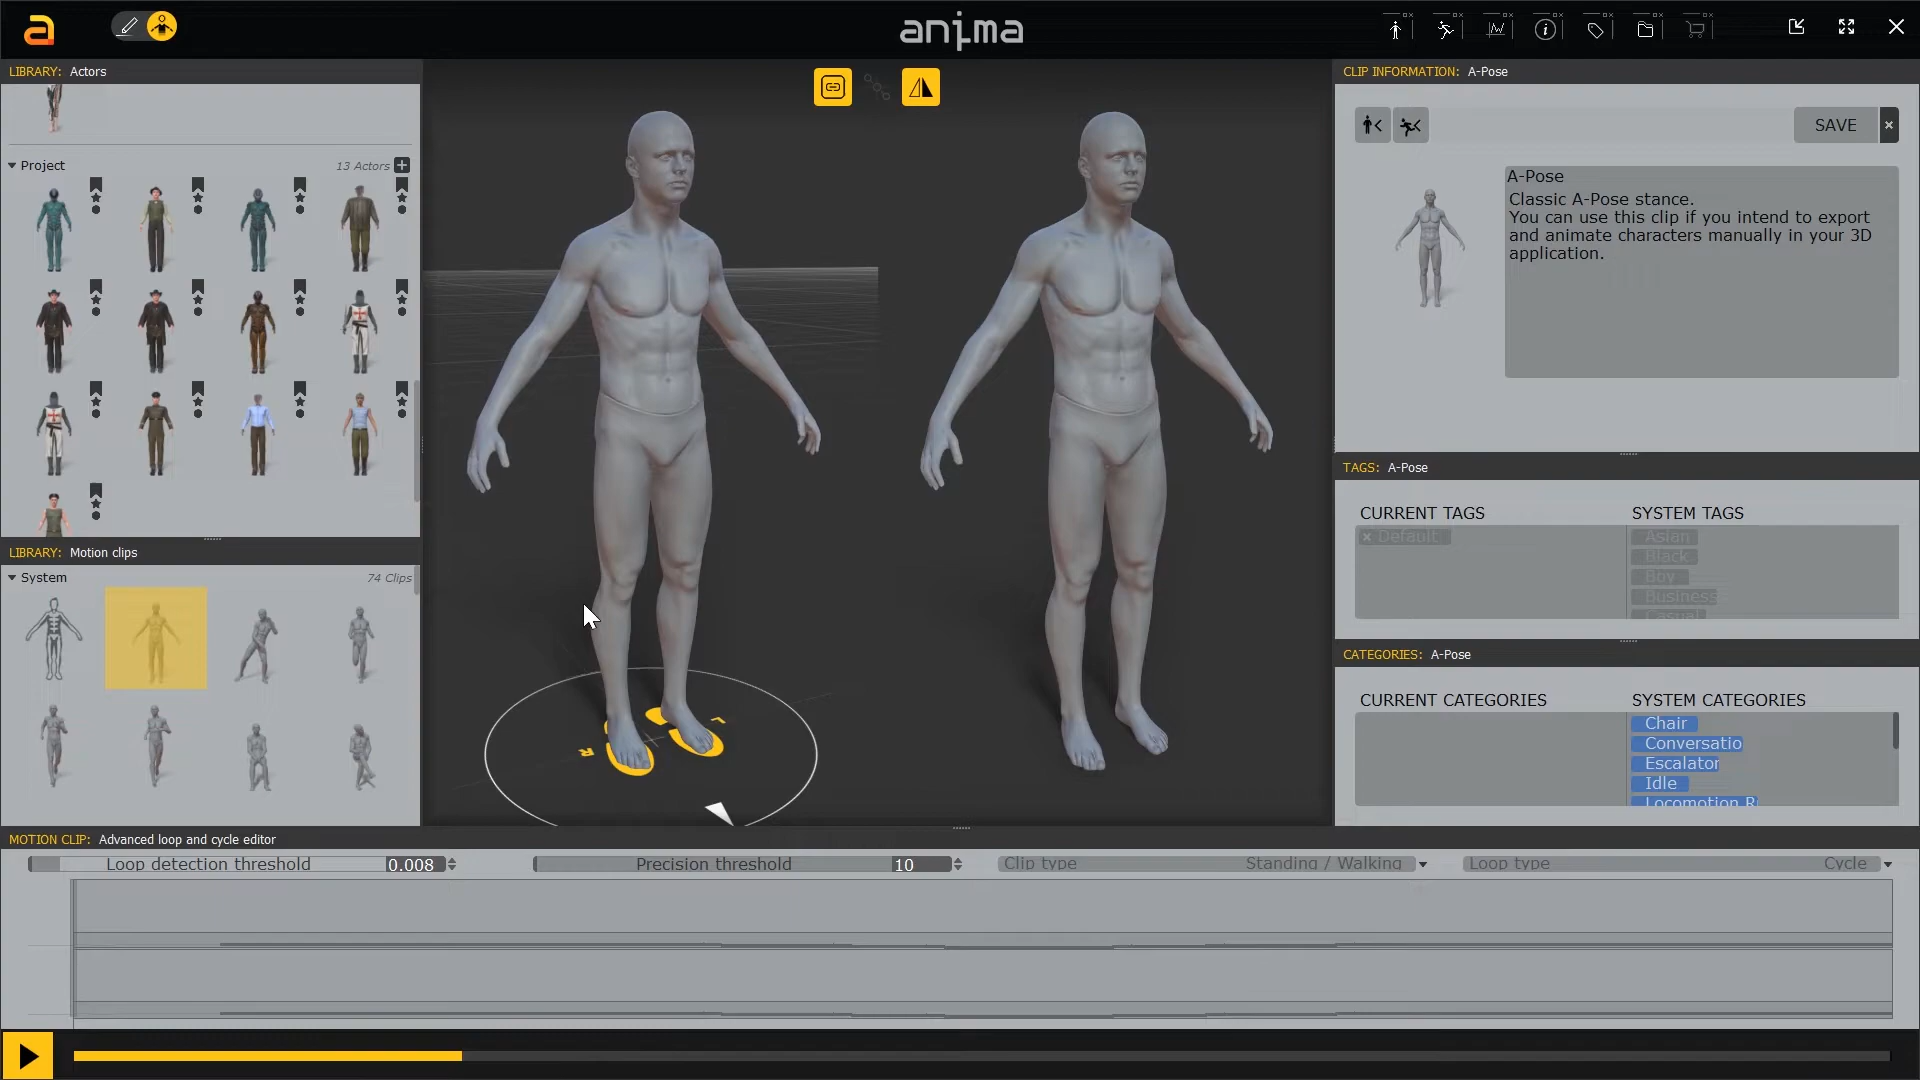 anima
LIBRARY: Actors
Project
13 Actors
LIBRARY: Motion clips
System
74 Clips
R
L
CLIP INFORMATION: A-Pose
SAVE
A-Pose
Classic A-Pose stance.
You can use this clip if you intend to export
and animate characters manually in your 3D
application.
TAGS: A-Pose
CURRENT TAGS
SYSTEM TAGS
Default
Asian
Black
Boy
Business
Casual
CATEGORIES: A-Pose
CURRENT CATEGORIES
SYSTEM CATEGORIES
Chair
Conversatio
Escalator
Idle
Locomotion R
MOTION CLIP: Advanced loop and cycle editor
Loop detection threshold 0.008
Precision threshold 10
Clip type Standing / Walking
Loop type Cycle